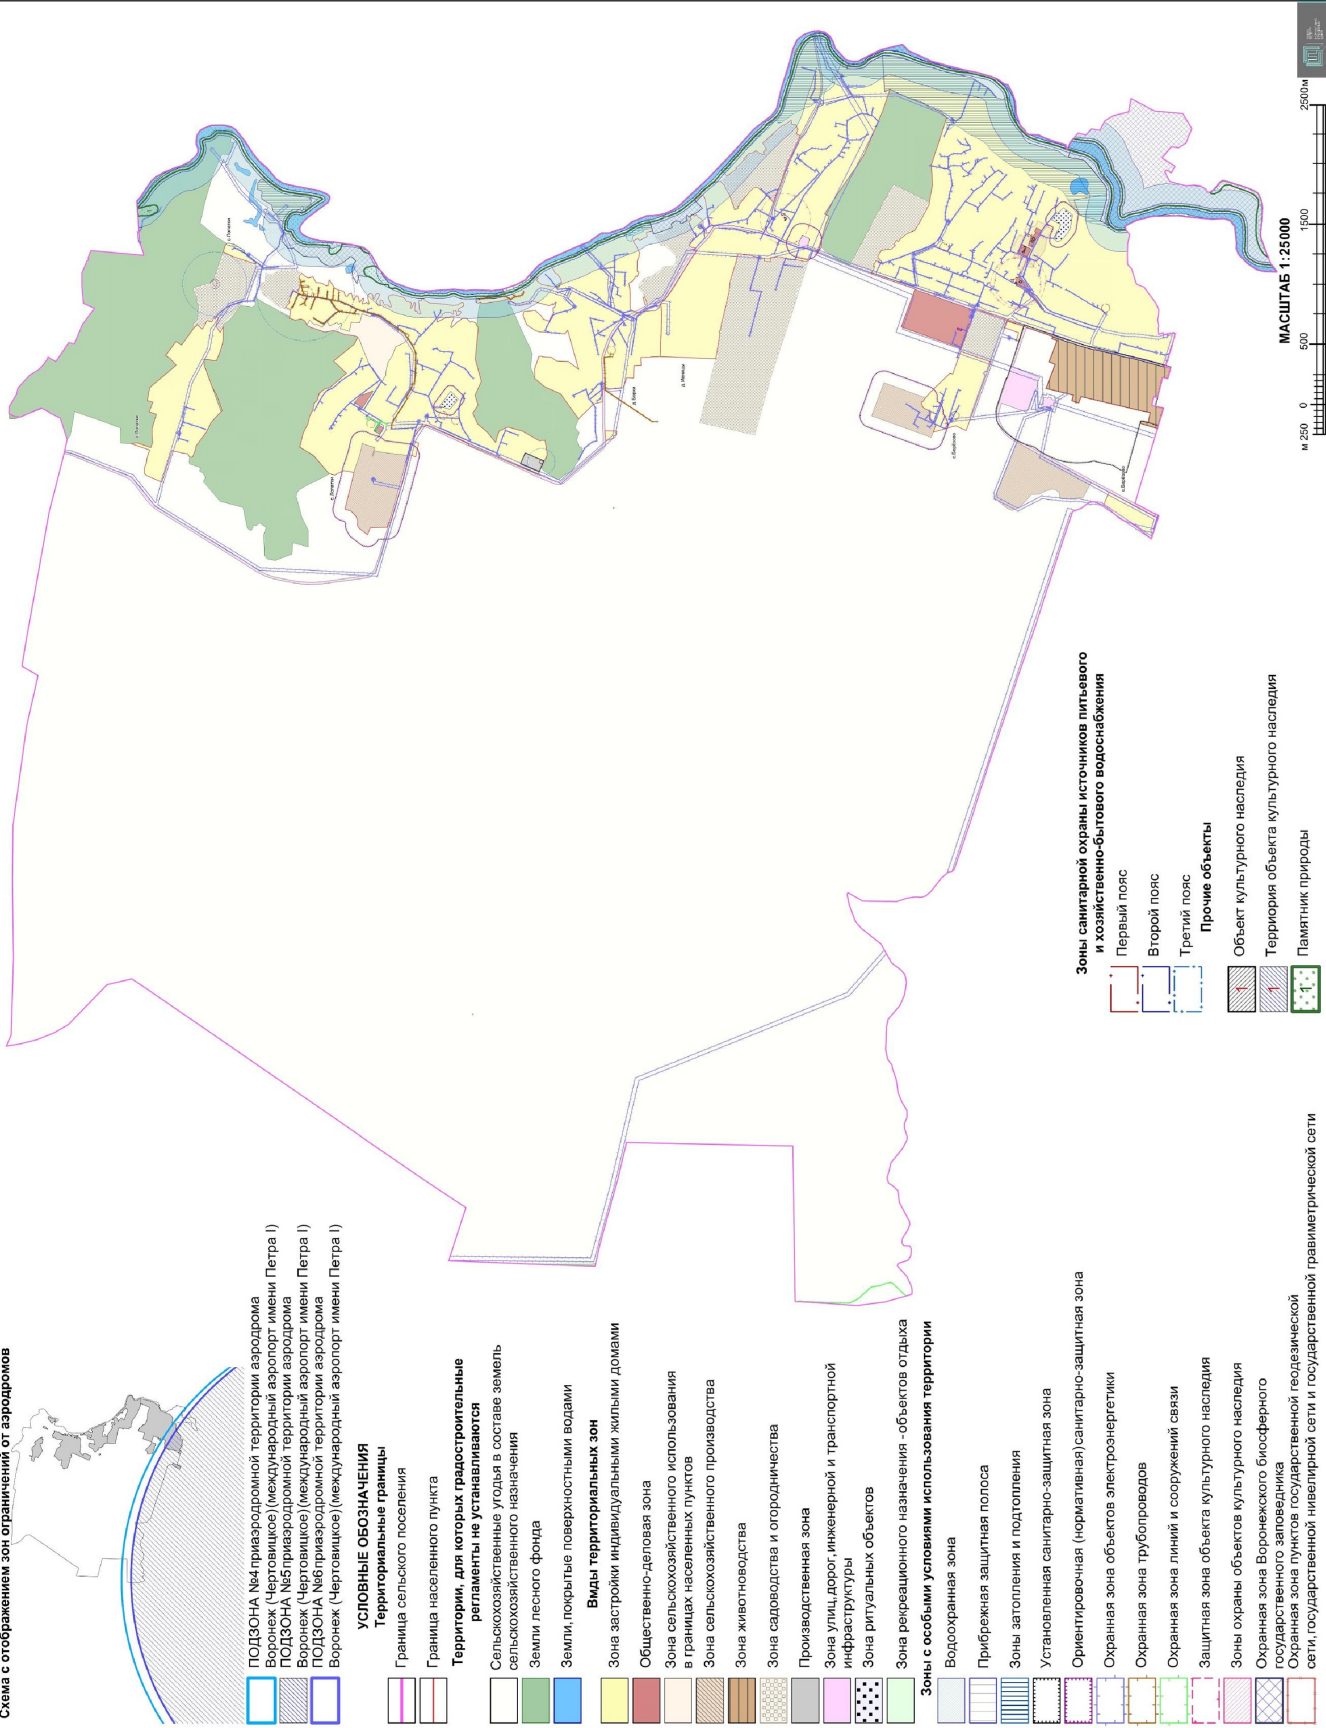 Схема с отображением зон ограничений от аэродромов
ПОДЗОНА №4 приаэродромной территории аэродрома
Воронеж (Чертовицкое)(международный аэропорт имени Петра I)
ПОДЗОНА №5приаэродромной территории аэродрома
Воронеж (Чертовицкое)(международный аэропорт имени Петра I)
ПОДЗОНА №6приаэродромной территории аэродрома
Воронеж (Чертовицкое)(международный аэропорт имени Петра I)
УСЛОВНЫЕ ОБОЗНАЧЕНИЯ
Территориальные границы
Граница сельского поселения
Граница населенного пункта
Территории, для которых градостроительные
регламенты не устанавливаются
Сельскохозяйственные угодья в составе земель
сельскохозяйственного назначения
Земли лесного фонда
Земли, покрытые поверхностными водами
Вмды территориальных зон
Зона застройки индивидуальными жилыми домами
Общественно-деловая зона
Зона сельскохозяйственного использования
в границах населенных пунктов
Зона сельскохозяйственного производства
Зона животноводства
Зона садоводства и огородничества
Производственная зона
Зона улиц, дорог, инженерной и транспортной
инфраструктуры
Зона ритуальных объектов
Зона рекреационного назначения - объектов отдыха
Зоны с особыми условиями использования территории
Водоохранная зона
Прибрежная защитная полоса
Зоны затопления и подтопления
Установленная санитарно-защитная зона
Ориентировочная (нормативная)санитарно-защитная зона
Охранная зона объектов электроэнергетики
Охранная зона трубопроводов
Охранная зона линий и сооружений связи
Защитная зона объекта культурного наследия
Зоны охраны объектов культурного наследия
Охранная зона Воронежского биосферного
государственного заповедника
Охранная зона пунктов государственной геодезической
сети, государственной нивелирной сети и государственной гравиметрической сети
Зоны санитарной охраны источников питьевого
и хозяйственно-бытового водоснабжения
Первый пояс
Второй пояс
Третий пояс
Прочие объекты
1 Объект культурного наследия
1 Терриория объекта культурного наследия
1 Памятник природы
МАСШТАБ 1:25000
м 250 0 500 1500 2500м